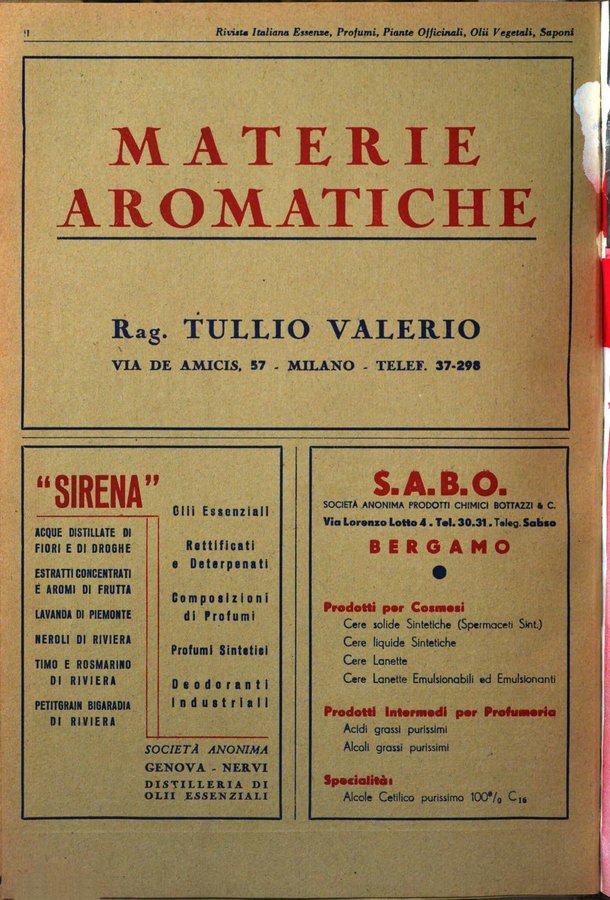 Rivista Italiana Essenze, Profumi, Piante Officinali, Olii Vegetali, Saponi
MATERIE
AROMATICHE
Rag. TULLIO VALERIO
VIA DE AMICIS, 57 - MILANO - TELEF. 37-298
"SIRENA"
ACQUE DISTILLATE DI
FIORI E DI DROGHE
ESTRATTI CONCENTRATI
E AROMI DI FRUTTA
LAVANDA DI PIEMONTE
NEROLI DI RIVIERA
TIMO E ROSMARINO
DI RIVIERA
PETITGRAIN BIGARADIA
DI RIVIERA
Olii Essenziali
Rettificati
e Deterpenati
Composizioni
di Profumi
Profumi Sintetici
Deodoranti
Industriali
SOCIETÀ ANONIMA
GENOVA - NERVI
DISTILLERIA DI
OLII ESSENZIALI
S.A.B.O.
SOCIETÀ ANONIMA PRODOTTI CHIMICI BOTTAZZI & C.
Via Lorenzo Lotto 4 . Tel. 30.31 . Teleg. Sabso
BERGAMO
Prodotti per Cosmesi
Cere solide Sintetiche (Spermaceti Sint.)
Cere liquide Sintetiche
Cere Lanette
Cere Lanette Emulsionabili ed Emulsionanti
Prodotti Intermedi per Profumeria
Acidi grassi purissimi
Alcoli grassi purissimi
Specialità:
Alcole Cetilico purissimo 100% C16